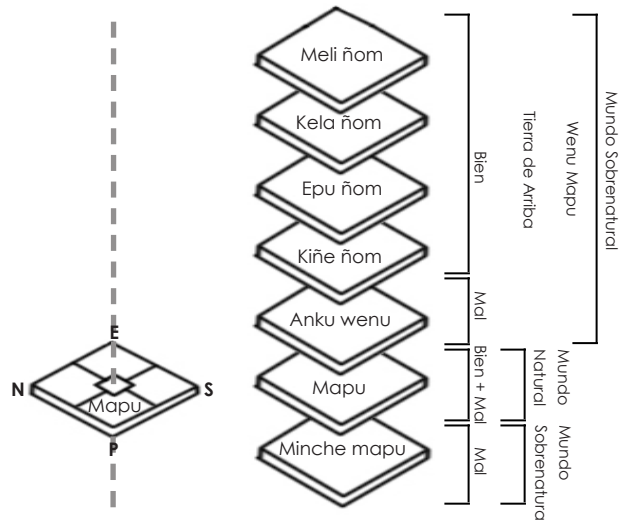 Meli ñom
Kela ñom
Epu ñom
Kiñe ñom
Anku wenu
Mapu
Minche mapu
E
N
S
Mapu
P
Bien
Mal
Bien + Mal
Mal
Tierra de Arriba
Wenu Mapu
Mundo Sobrenatural
Mundo
Natural
Mundo
Sobrenatura